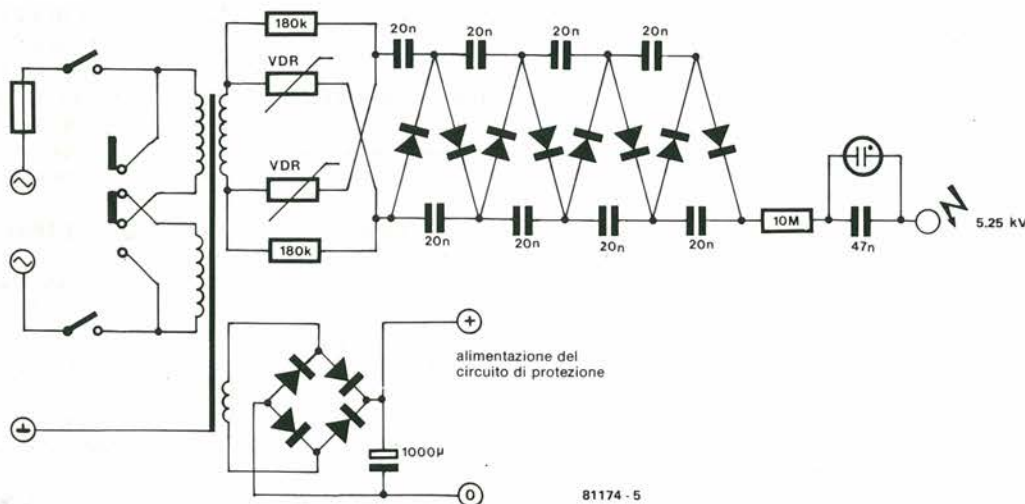 180k
20n
20n
20n
20n
VDR
VDR
180k
20n
20n
20n
20n
10M
47n
5.25 kV
+
alimentazione del
circuito di protezione
1000µ
0
81174 - 5